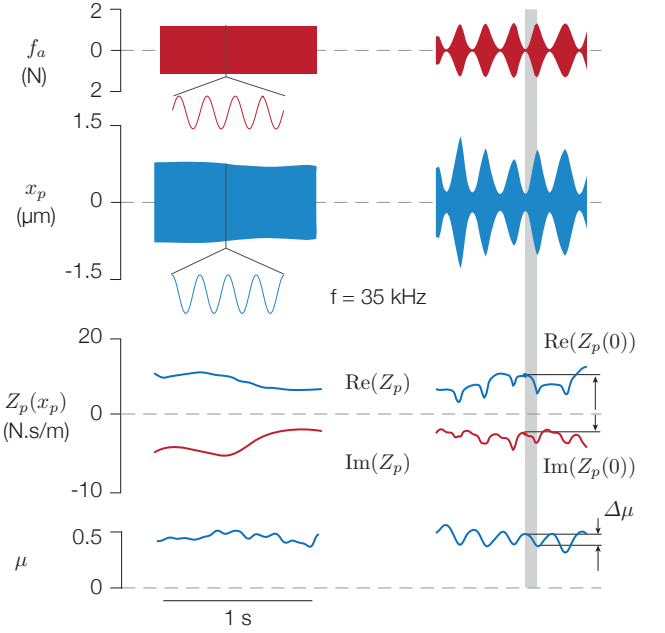 2
f_a
0
(N)
2
1.5
x_p
0
(µm)
-1.5
f = 35 kHz
20
Re(Z_p(0))
Re(Z_p)
Z_p(x_p)
0
(N.s/m)
Im(Z_p)
Im(Z_p(0))
-10
Δμ
0.5
μ
0
1 s